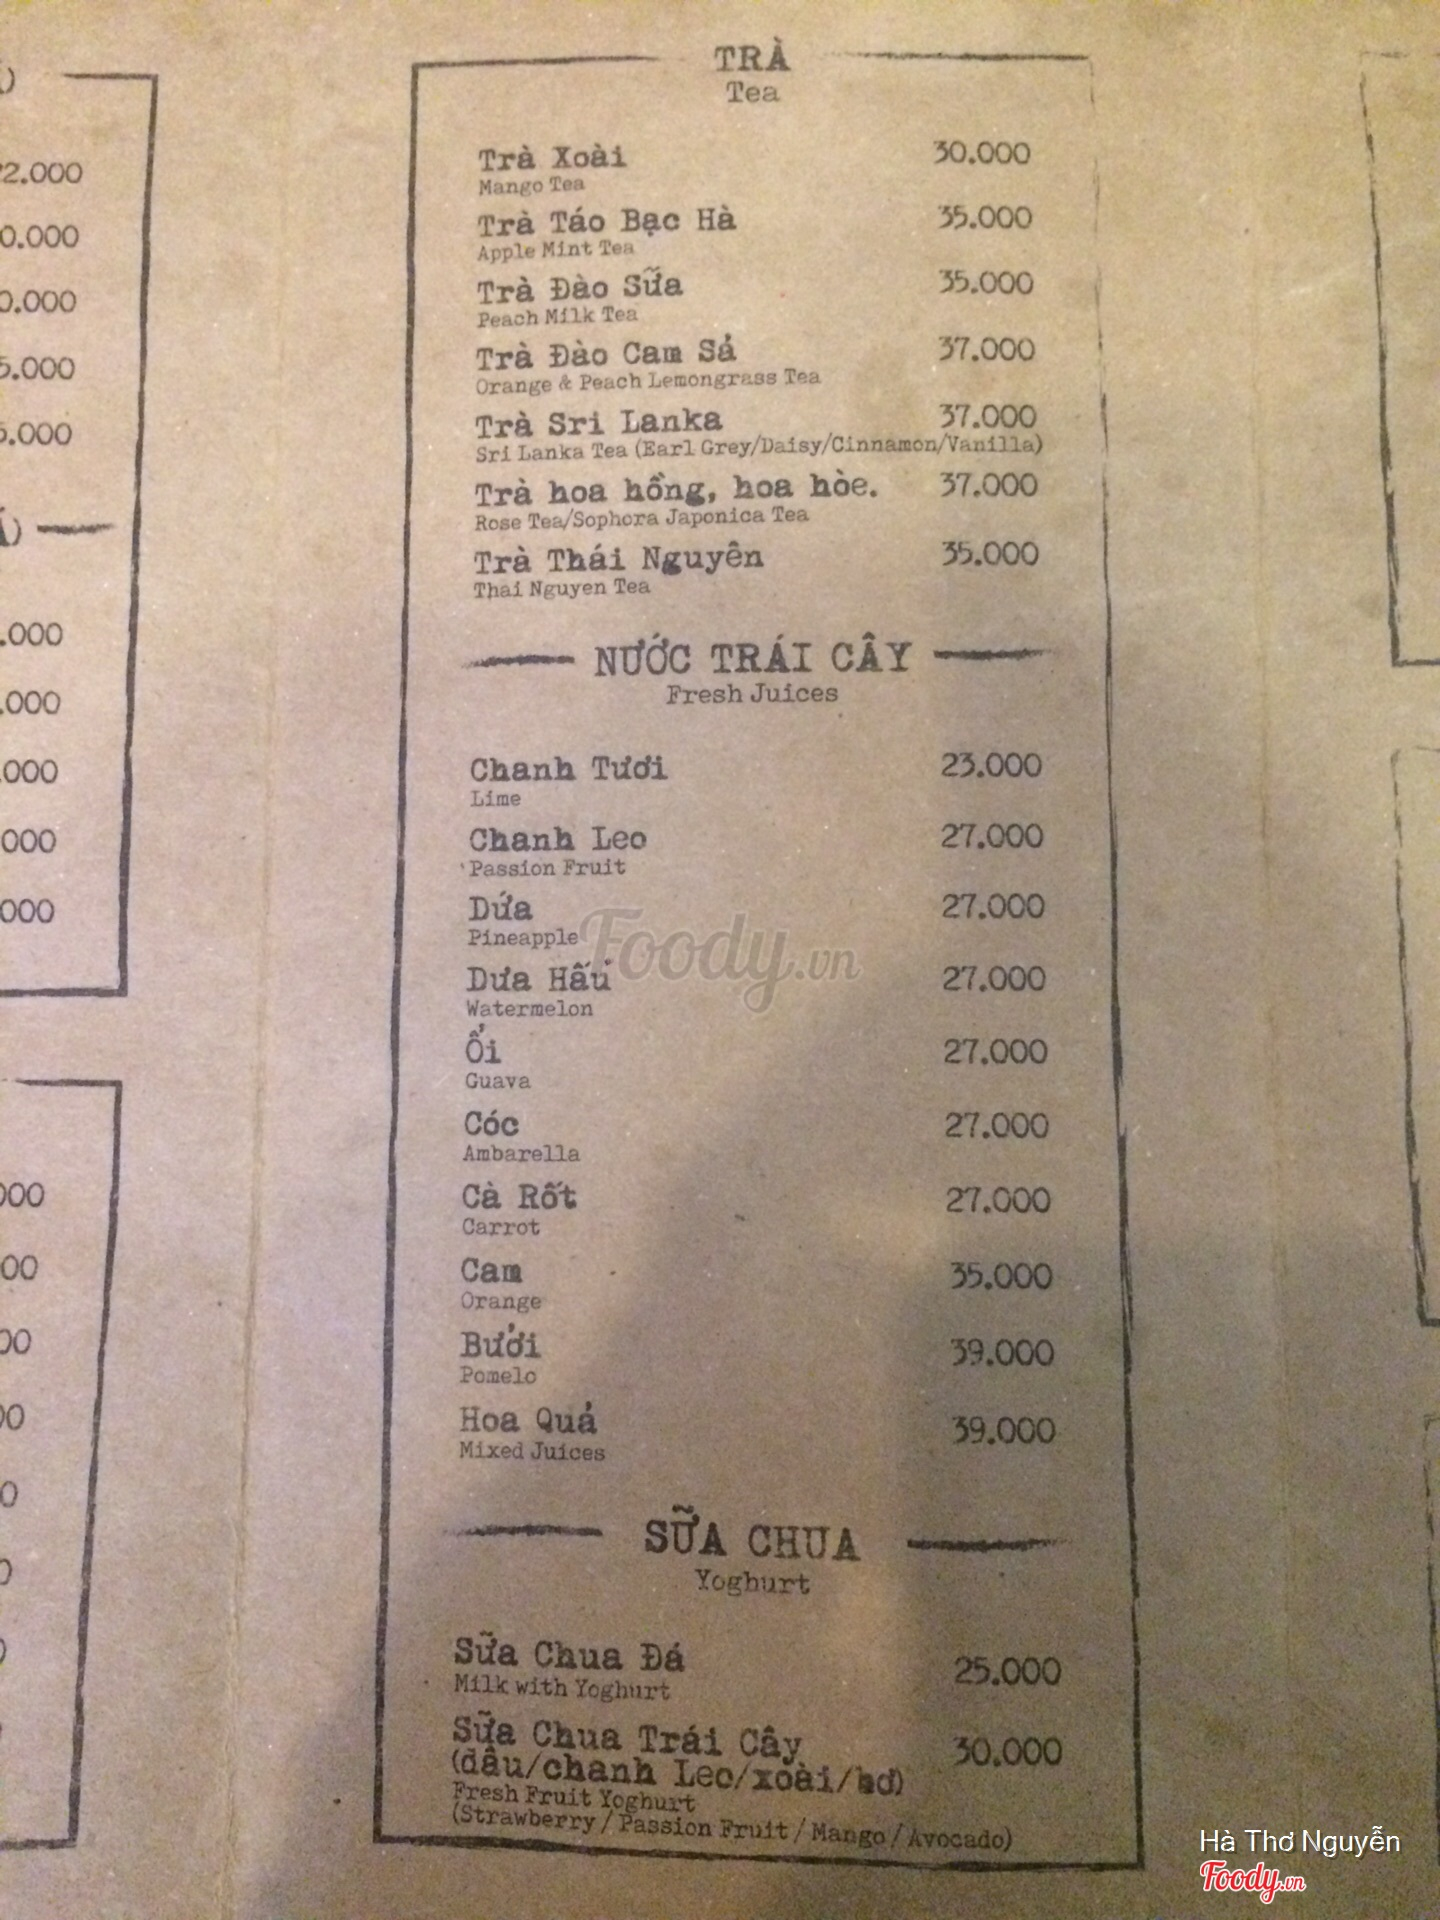 TRÀ
Tea
Trà Xoài 30.000
Mango Tea
Trà Táo Bạc Hà 35.000
Apple Mint Tea
Trà Đào Sữa 35.000
Peach Milk Tea
Trà Đào Cam Sả 37.000
Orange & Peach Lemongrass Tea
Trà Sri Lanka 37.000
Sri Lanka Tea (Earl Grey/Daisy/Cinnamon/Vanilla)
Trà hoa hồng, hoa hòe. 37.000
Rose Tea/Sophora Japonica Tea
Trà Thái Nguyên 35.000
Thai Nguyen Tea
NƯỚC TRÁI CÂY
Fresh Juices
Chanh Tươi 23.000
Lime
Chanh Leo 27.000
Passion Fruit
Dứa 27.000
Pineapple
Foody.vn
Dưa Hấu 27.000
Watermelon
Ổi 27.000
Guava
Cóc 27.000
Ambarella
Cà Rốt 27.000
Carrot
Cam 35.000
Orange
Bưởi 39.000
Pomelo
Hoa Quả 39.000
Mixed Juices
SỮA CHUA
Yoghurt
Sữa Chua Đá 25.000
Milk with Yoghurt
Sữa Chua Trái Cây 30.000
(dâu/chanh Leo/xoài/bơ)
Fresh Fruit Yoghurt
(Strawberry / Passion Fruit / Mango / Avocado)
Hà Thơ Nguyễn
Foody.vn